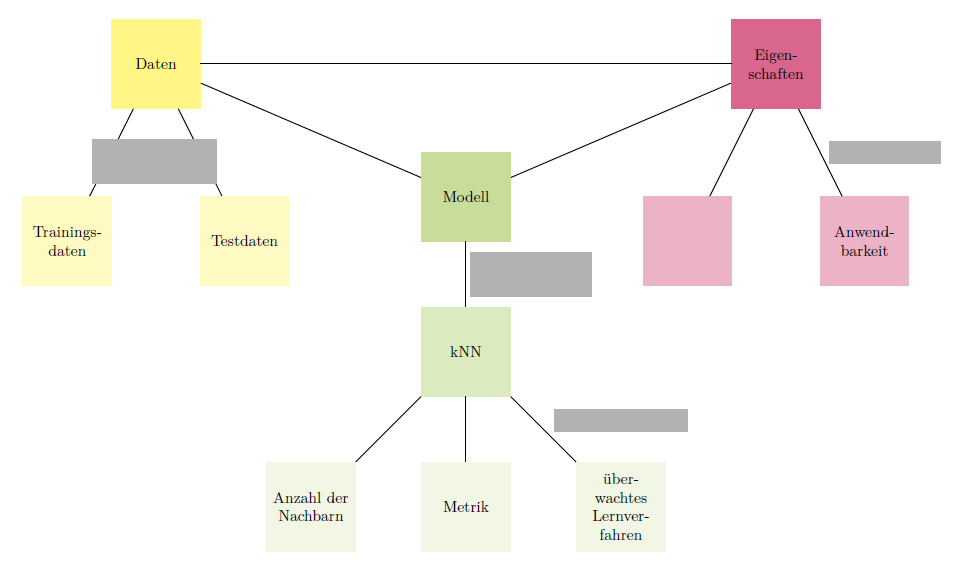 Daten
Eigen-
schaften
Modell
Trainings-
daten
Testdaten
Anwend-
barkeit
kNN
Anzahl der
Nachbarn
Metrik
über-
wachtes
Lernver-
fahren